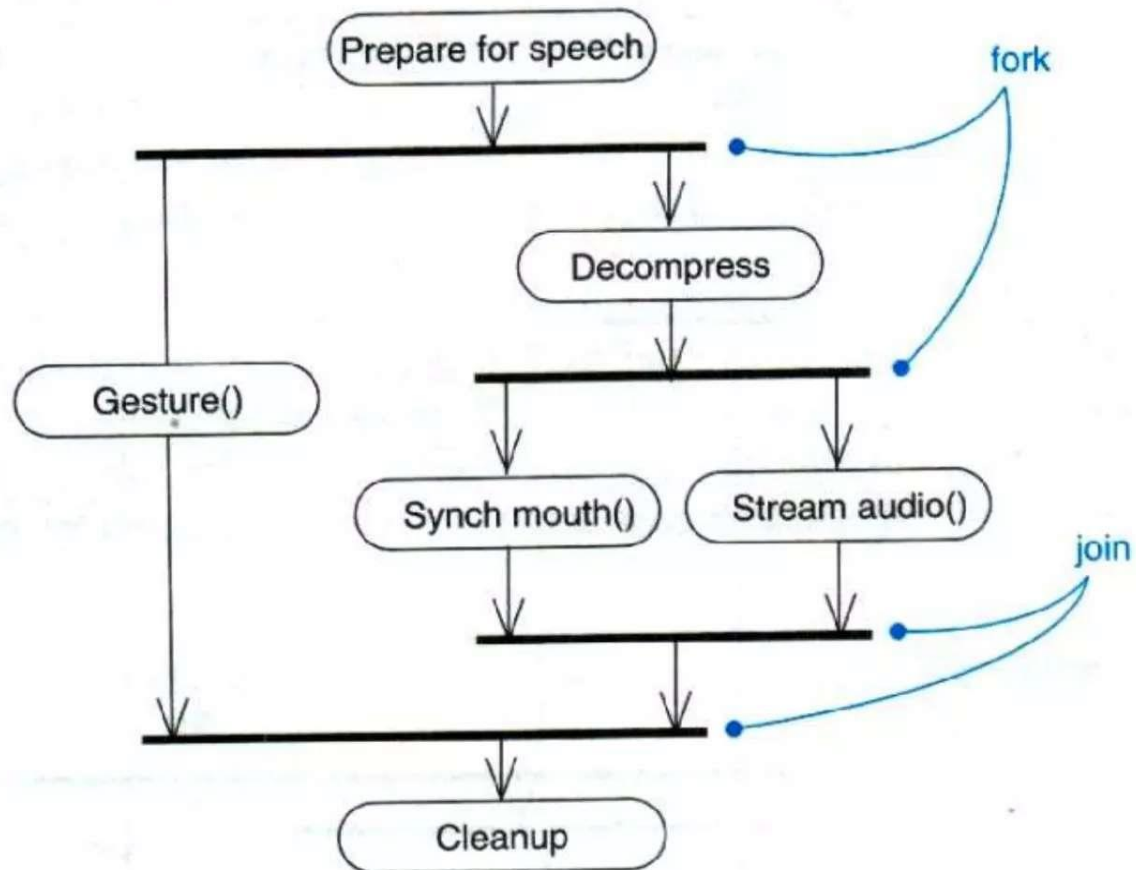 Prepare for speech
fork
Decompress
Gesture()
Synch mouth()
Stream audio()
join
Cleanup